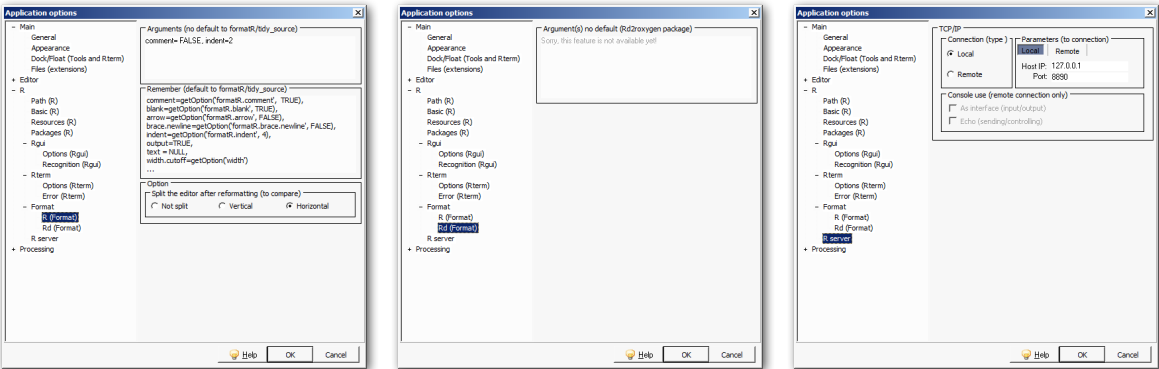 Application options
- Main
General
Appearance
Dock/Float (Tools and Rterm)
Files (extensions)
+ Editor
- R
Path (R)
Basic (R)
Resources (R)
Packages (R)
- Rgui
Options (Rgui)
Recognition (Rgui)
- Rterm
Options (Rterm)
Error (Rterm)
- Format
R (Format)
Rd (Format)
R server
+ Processing
Arguments (no default to formatR/tidy_source)
comment= FALSE, indent=2
Remember (default to formatR/tidy_source)
comment=getOption('formatR.comment', TRUE),
blank=getOption('formatR.blank', TRUE),
arrow=getOption('formatR.arrow', FALSE),
brace.newline=getOption('formatR.brace.newline', FALSE),
indent=getOption('formatR.indent', 4),
output=TRUE,
text = NULL,
width.cutoff=getOption('width')
...
Option
Split the editor after reformatting (to compare)
Not split Vertical Horizontal
Help OK Cancel
Application options
- Main
General
Appearance
Dock/Float (Tools and Rterm)
Files (extensions)
+ Editor
- R
Path (R)
Basic (R)
Resources (R)
Packages (R)
- Rgui
Options (Rgui)
Recognition (Rgui)
- Rterm
Options (Rterm)
Error (Rterm)
- Format
R (Format)
Rd (Format)
R server
+ Processing
Argument(s) no default (Rd2roxygen package)
Sorry, this feature is not available yet!
Help OK Cancel
Application options
- Main
General
Appearance
Dock/Float (Tools and Rterm)
Files (extensions)
+ Editor
- R
Path (R)
Basic (R)
Resources (R)
Packages (R)
- Rgui
Options (Rgui)
Recognition (Rgui)
- Rterm
Options (Rterm)
Error (Rterm)
- Format
R (Format)
Rd (Format)
R server
+ Processing
TCP/IP
Connection (type )
Local
Remote
Parameters (to connection)
Local Remote
Host IP: 127.0.0.1
Port: 8890
Console use (remote connection only)
As interface (input/output)
Echo (sending/controlling)
Help OK Cancel